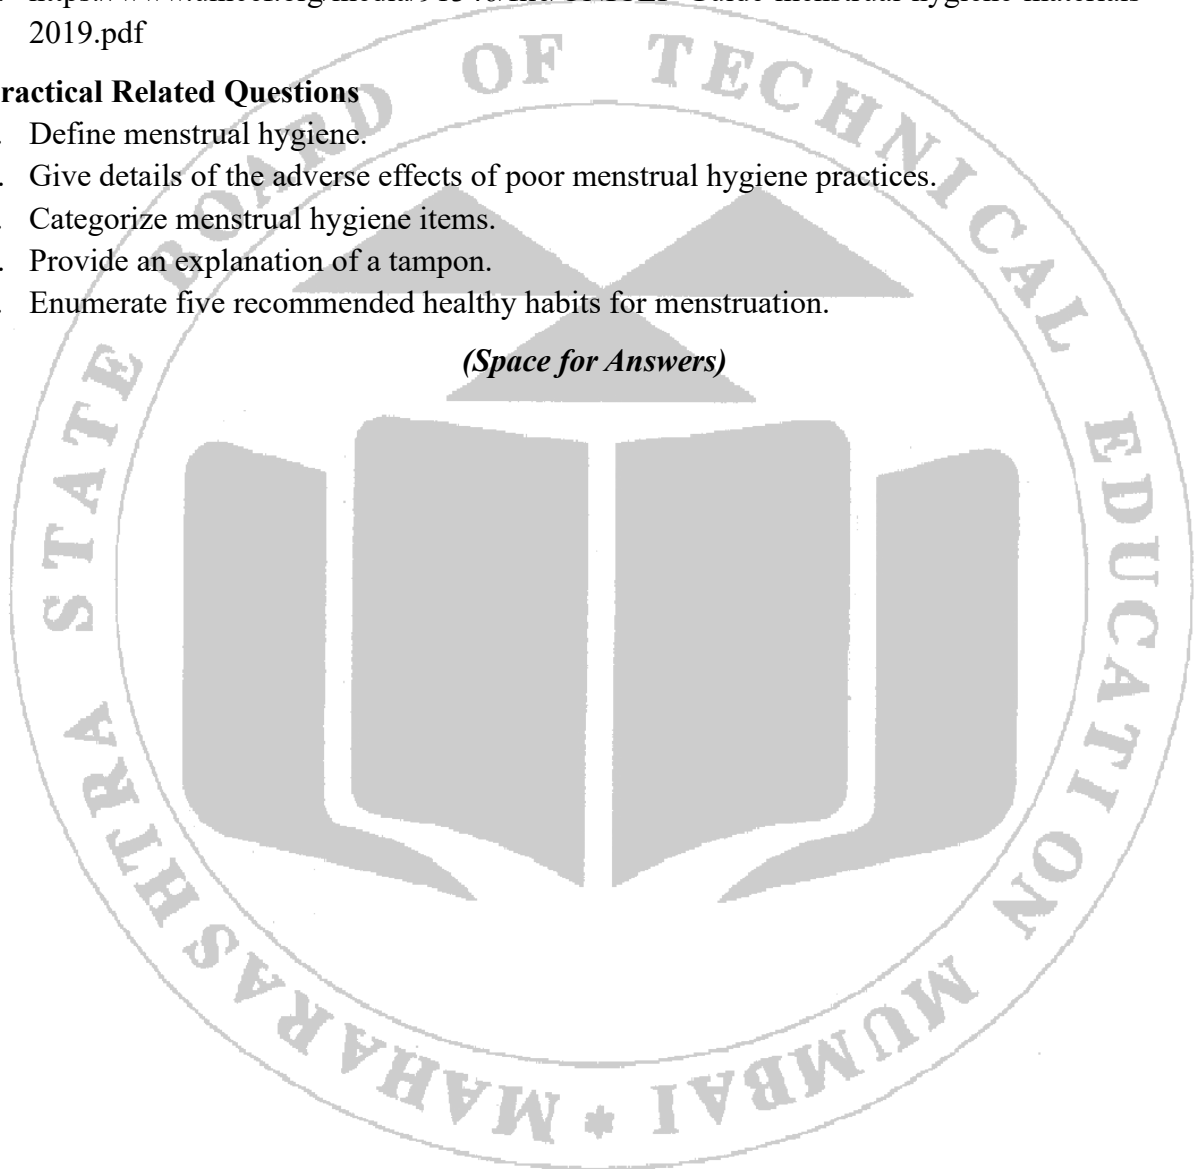 2019.pdf
ractical Related Questions
. Define menstrual hygiene.
. Give details of the adverse effects of poor menstrual hygiene practices.
. Categorize menstrual hygiene items.
. Provide an explanation of a tampon.
. Enumerate five recommended healthy habits for menstruation.
(Space for Answers)
MAHARASHTRA STATE BOARD OF TECHNICAL EDUCATION MUMBAI *